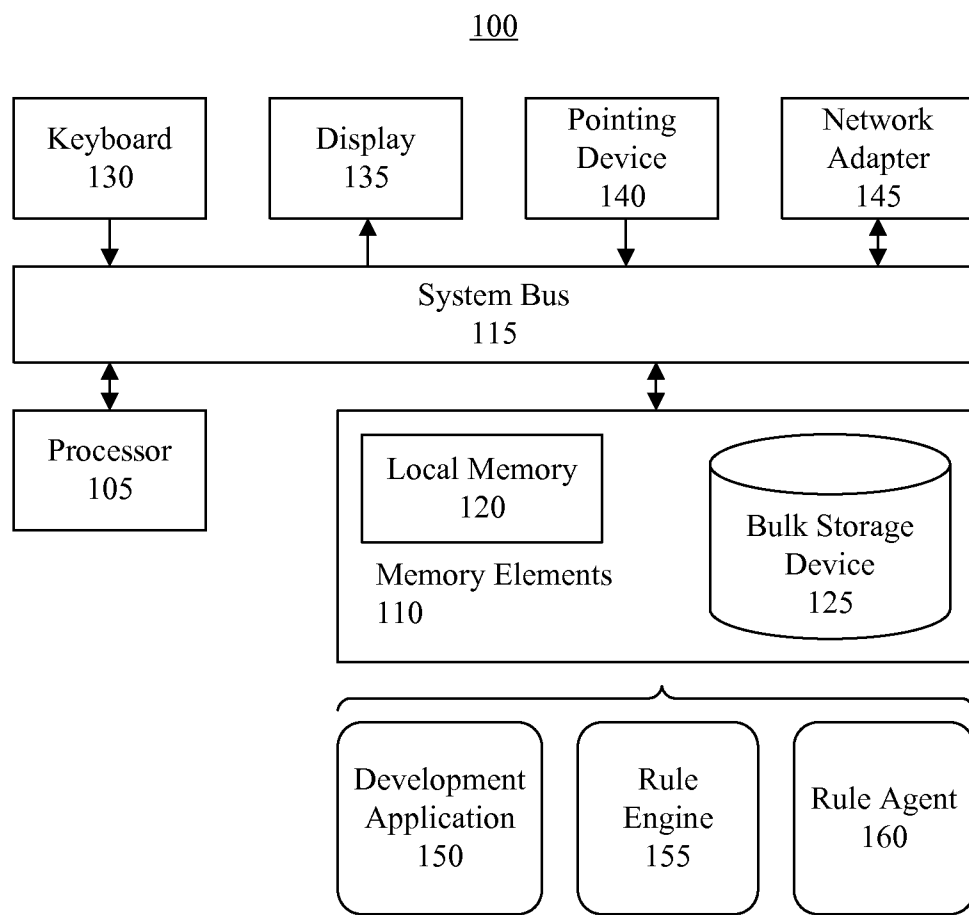 100
Keyboard
130
Display
135
Pointing
Device
140
Network
Adapter
145
System Bus
115
Processor
105
Local Memory
120
Memory Elements
110
Bulk Storage
Device
125
Development
Application
150
Rule
Engine
155
Rule Agent
160